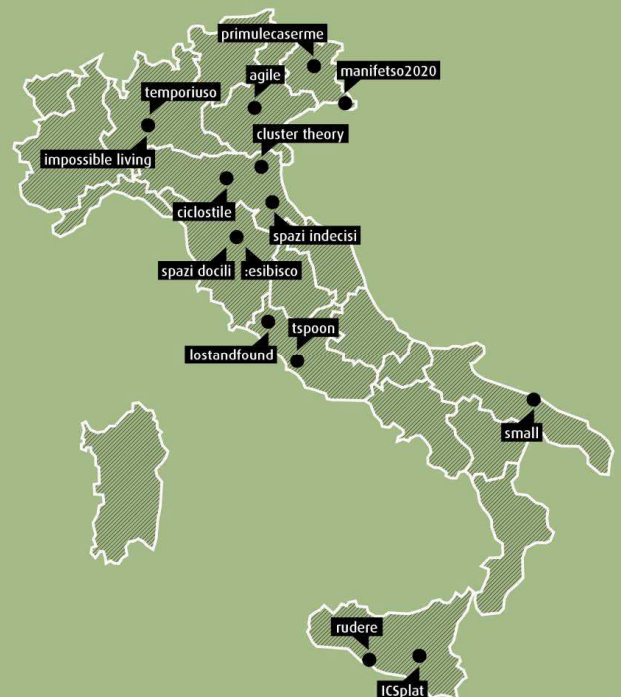 primulecaserme
agile
manifetso2020
temporiuso
cluster theory
impossible living
ciclostile
spazi indecisi
spazi docili
:esibisco
tspoon
lostandfound
small
rudere
ICSplat